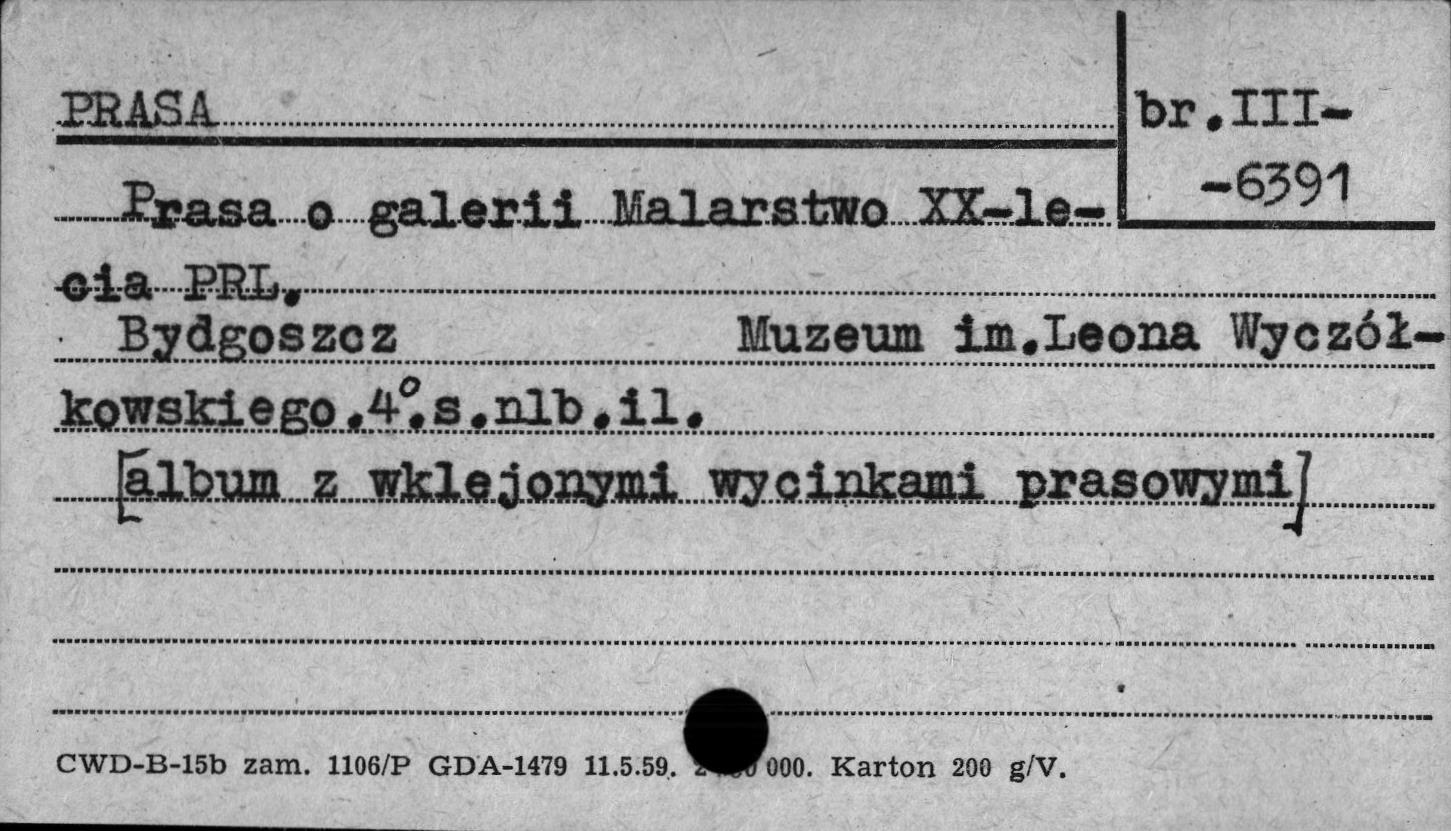 PRASA
br.III-
-6391
Prasa o galerii Malarstwo XX-le-
cia PRL.
Bydgoszcz Muzeum im.Leona Wyczół-
kowskiego.4°.s.nlb.il.
[album z wklejonymi wycinkami prasowymi]
CWD-B-15b zam. 1106/P GDA-1479 11.5.59. 000. Karton 200 g/V.